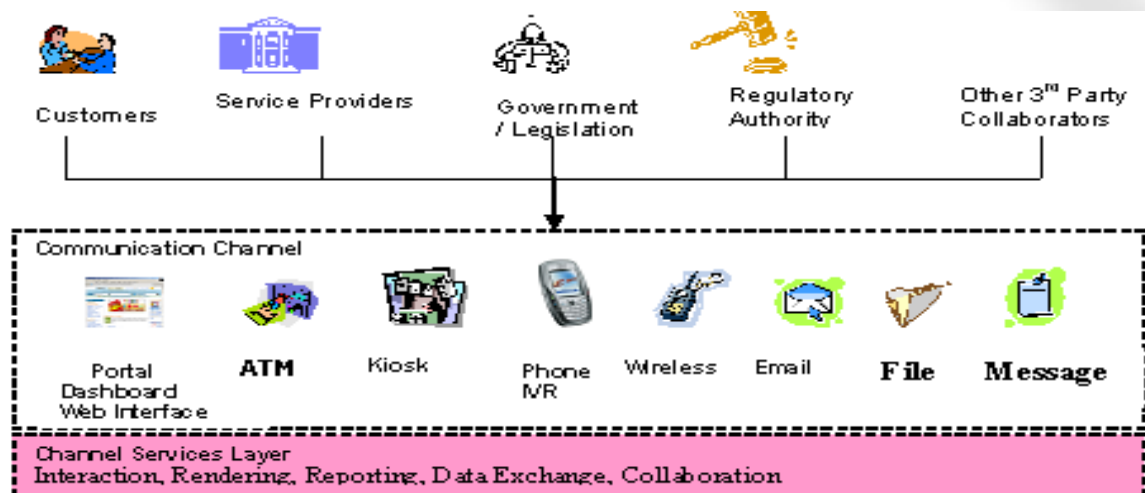 Customers
Service Providers
Government
/ Legislation
Regulatory
Authority
Other 3rd Party
Collaborators
Communication Channel
Portal
Dashboard
Web Interface
ATM
Kiosk
Phone
IVR
Wireless
Email
File
Message
Channel Services Layer
Interaction, Rendering, Reporting, Data Exchange, Collaboration